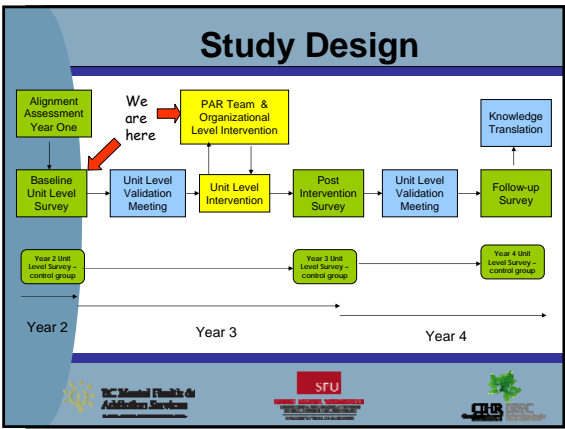 Study Design
Alignment
Assessment
Year One
We
are
here
PAR Team &
Organizational
Level Intervention
Knowledge
Translation
Baseline
Unit Level
Survey
Unit Level
Validation
Meeting
Unit Level
Intervention
Post
Intervention
Survey
Unit Level
Validation
Meeting
Follow-up
Survey
Year 2 Unit
Level Survey –
control group
Year 3 Unit
Level Survey –
control group
Year 4 Unit
Level Survey –
control group
Year 2
Year 3
Year 4
BC Mental Health &
Addiction Services
SFU
CIHR IRSC